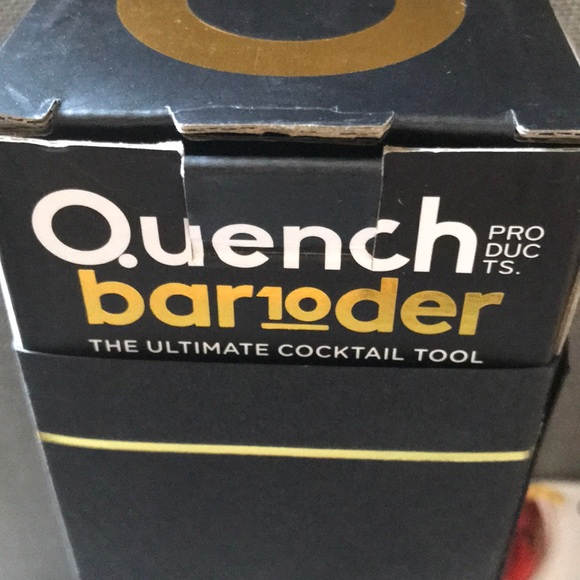 Quench
PRO
DUC
TS.
bar10der
THE ULTIMATE COCKTAIL TOOL